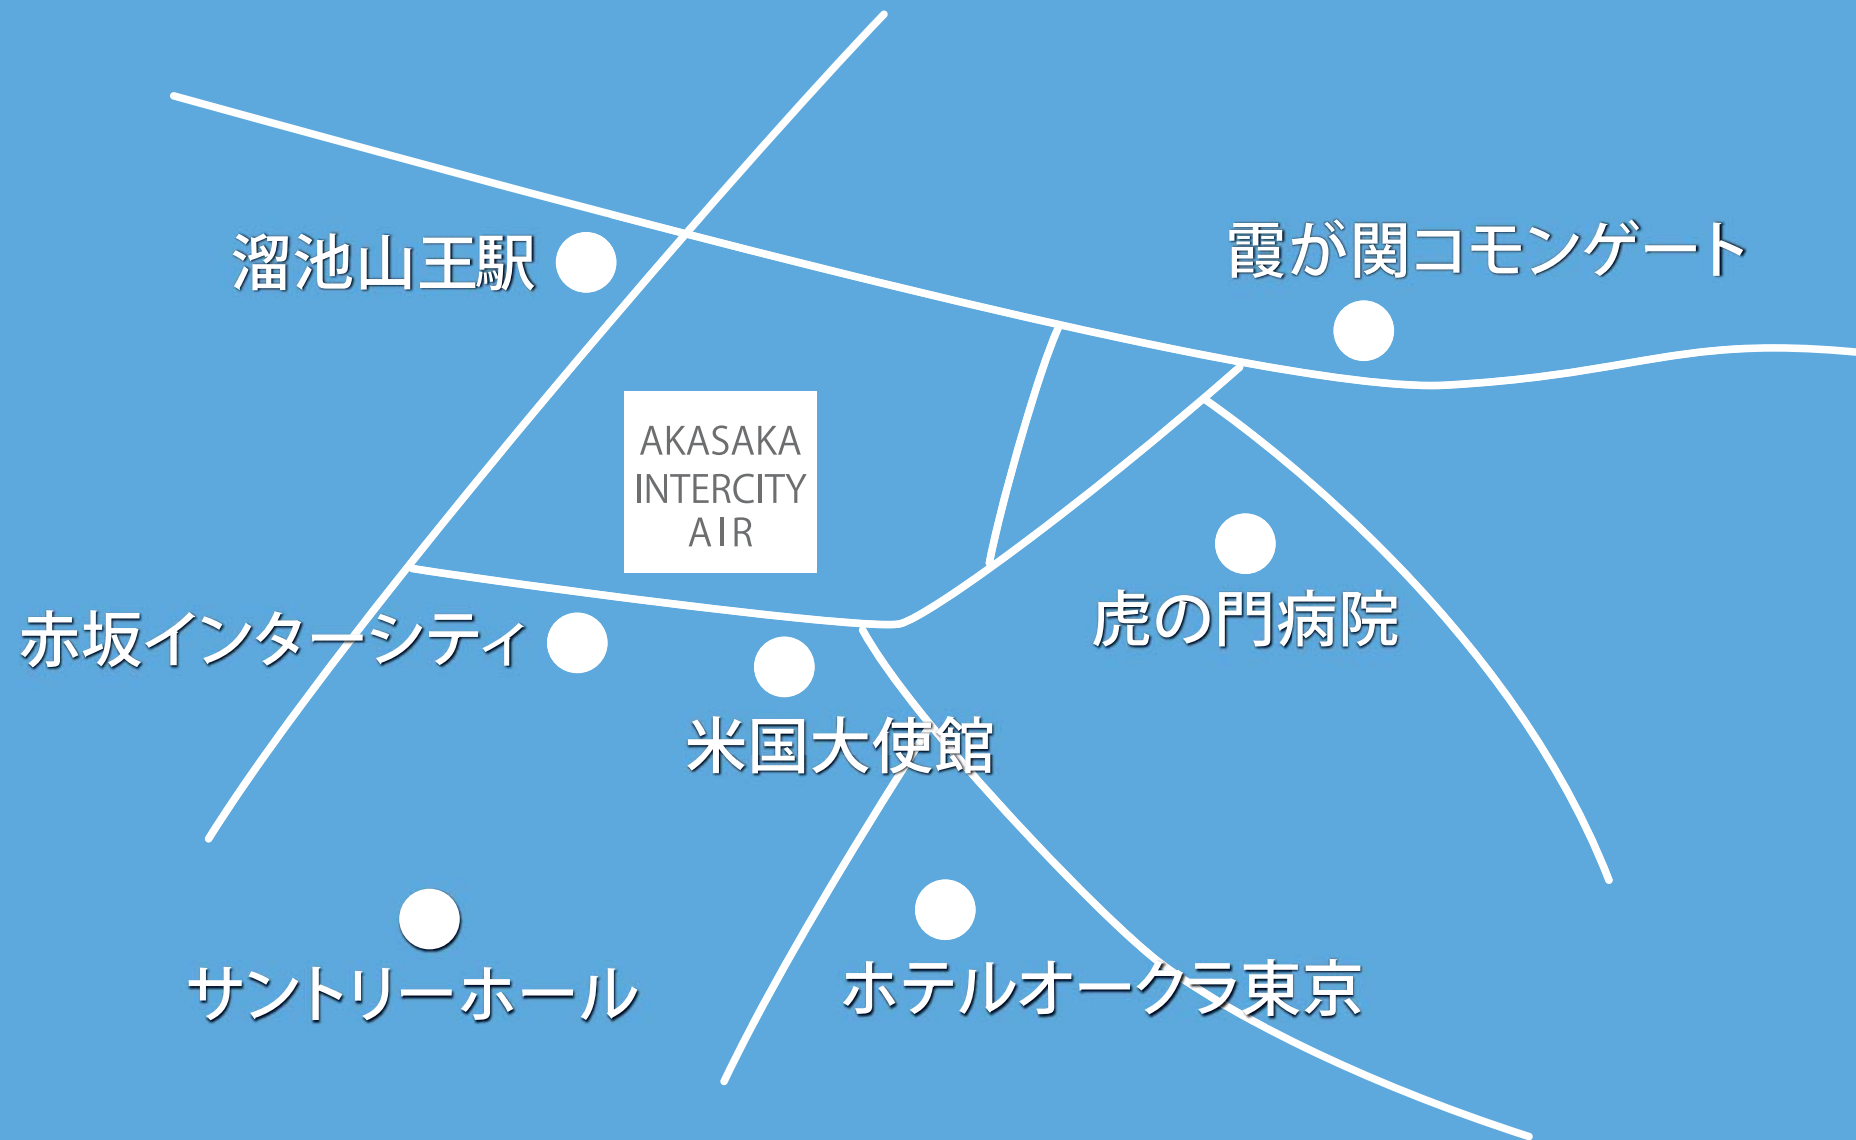 溜池山王駅
霞が関コモンゲート
AKASAKA
INTERCITY
AIR
赤坂インターシティ
虎の門病院
米国大使館
サントリーホール
ホテルオークラ東京